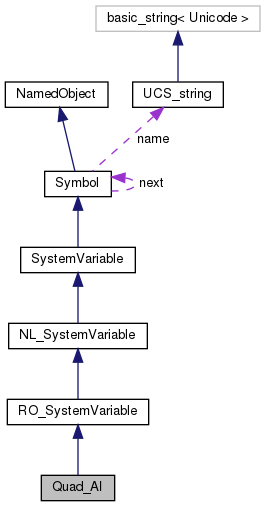 basic_string< Unicode >
NamedObject
UCS_string
name
Symbol
next
SystemVariable
NL_SystemVariable
RO_SystemVariable
Quad_AI